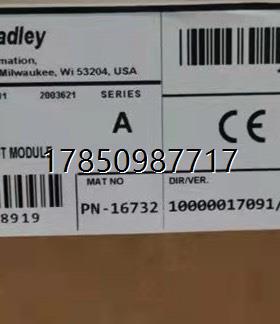 adley
mation,
Milwaukee, Wi 53204, USA
01 2003621 SERIES
A
CE
T MODULE
17850987717
MAT NO DIR/VER.
8919 PN-16732 10000017091/